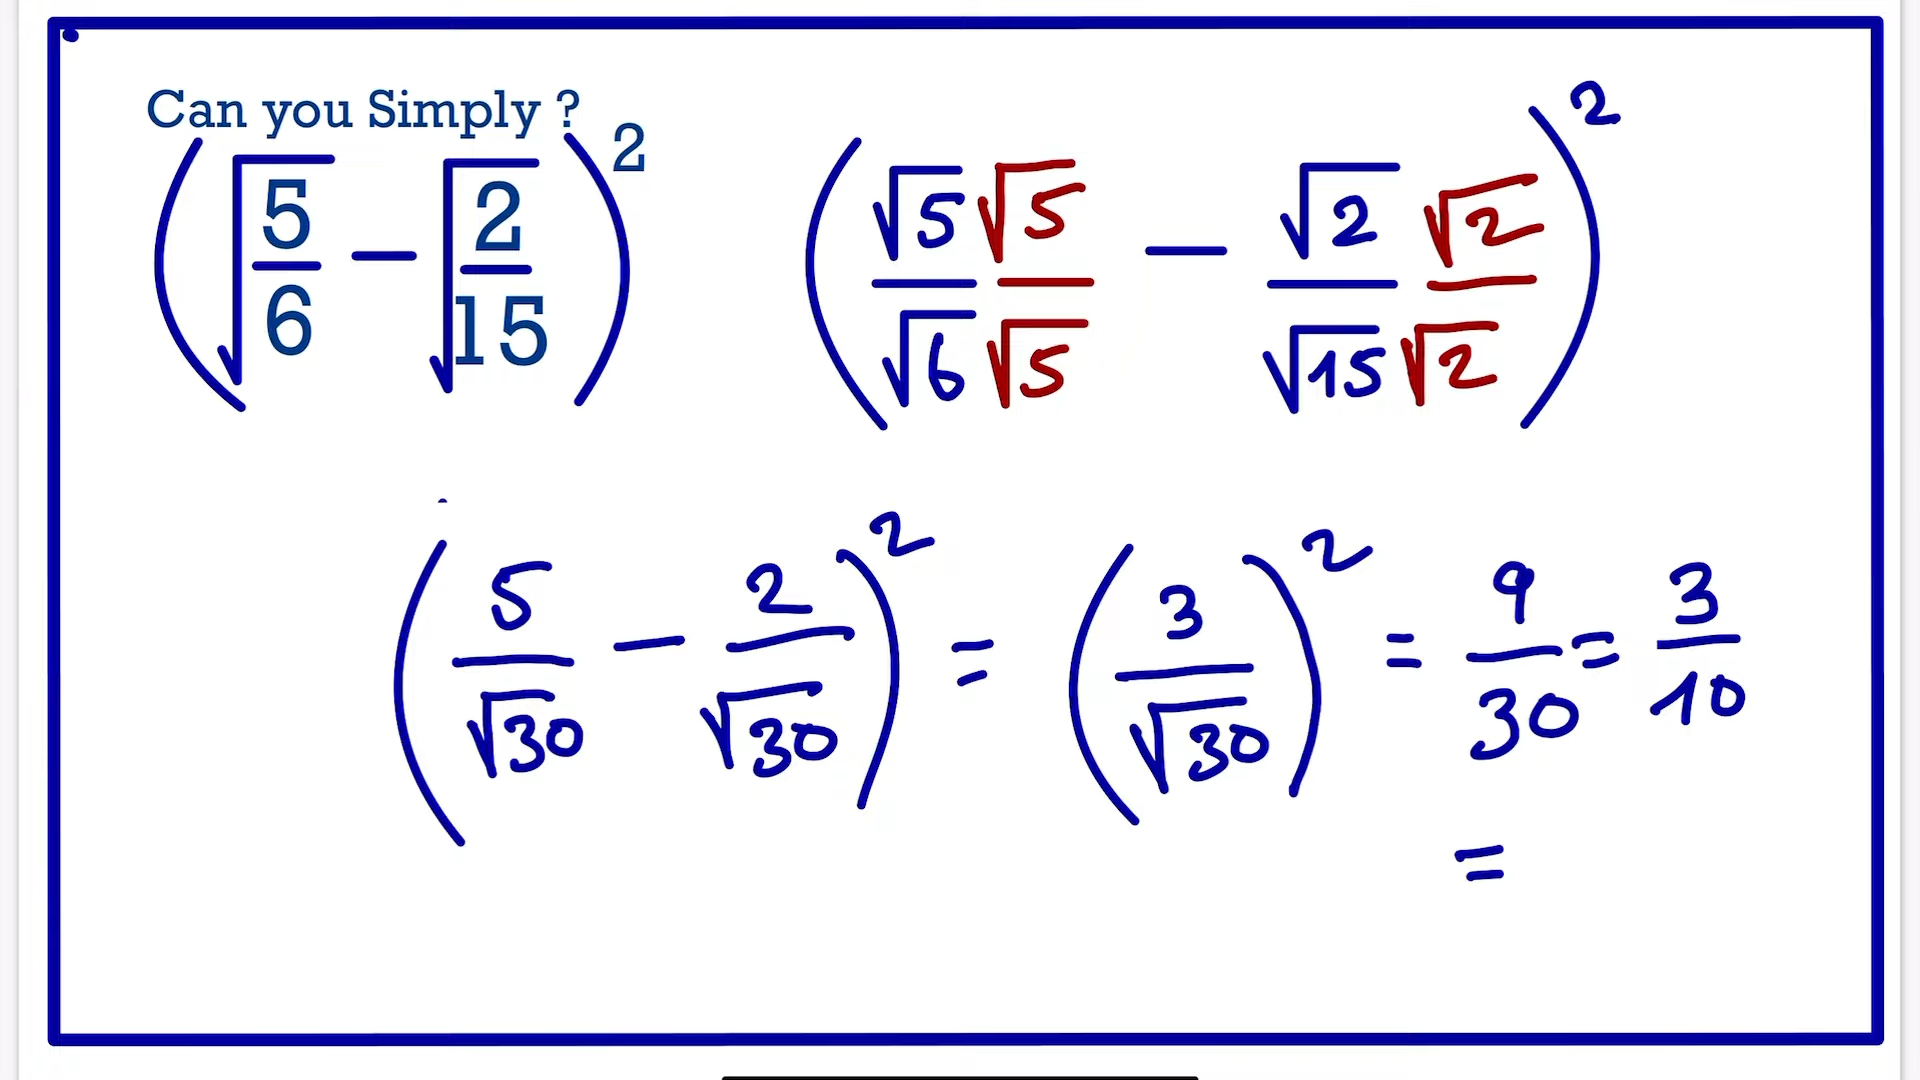 Can you Simply ?
(√(5/6) − √(2/15))²
(√5 √5 / √6 √5 − √2 √2 / √15 √2)²
(5/√30 − 2/√30)² = (3/√30)² = 9/30 = 3/10
=